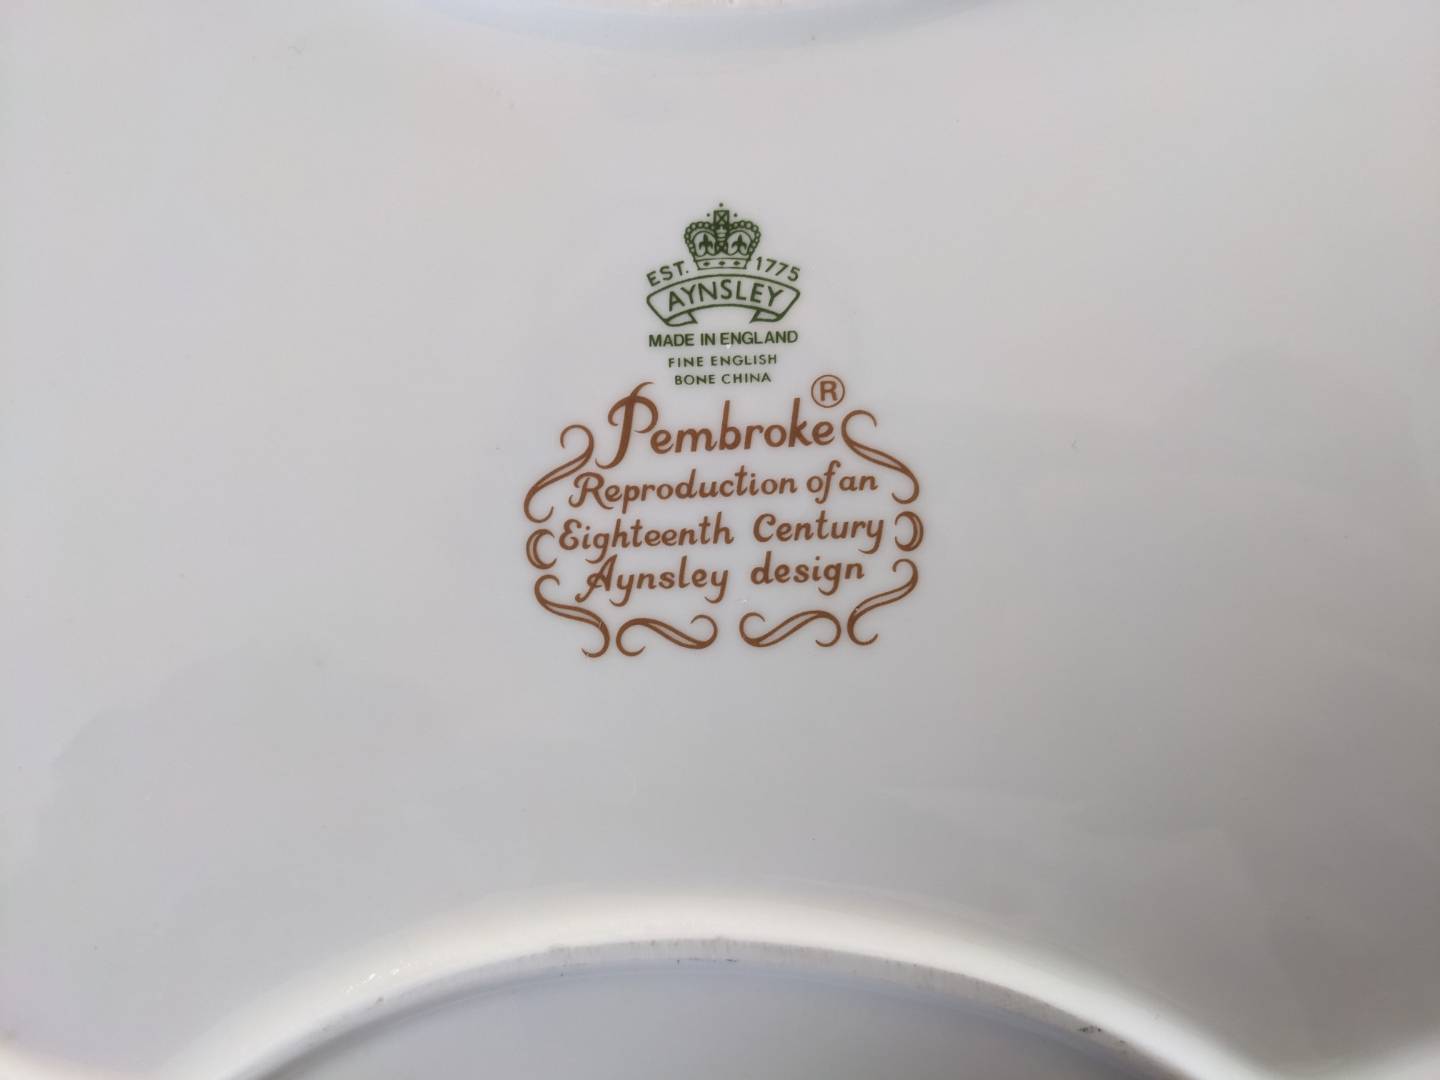 EST. 1775
AYNSLEY
MADE IN ENGLAND
FINE ENGLISH
BONE CHINA
Pembroke®
Reproduction of an
Eighteenth Century
Aynsley design